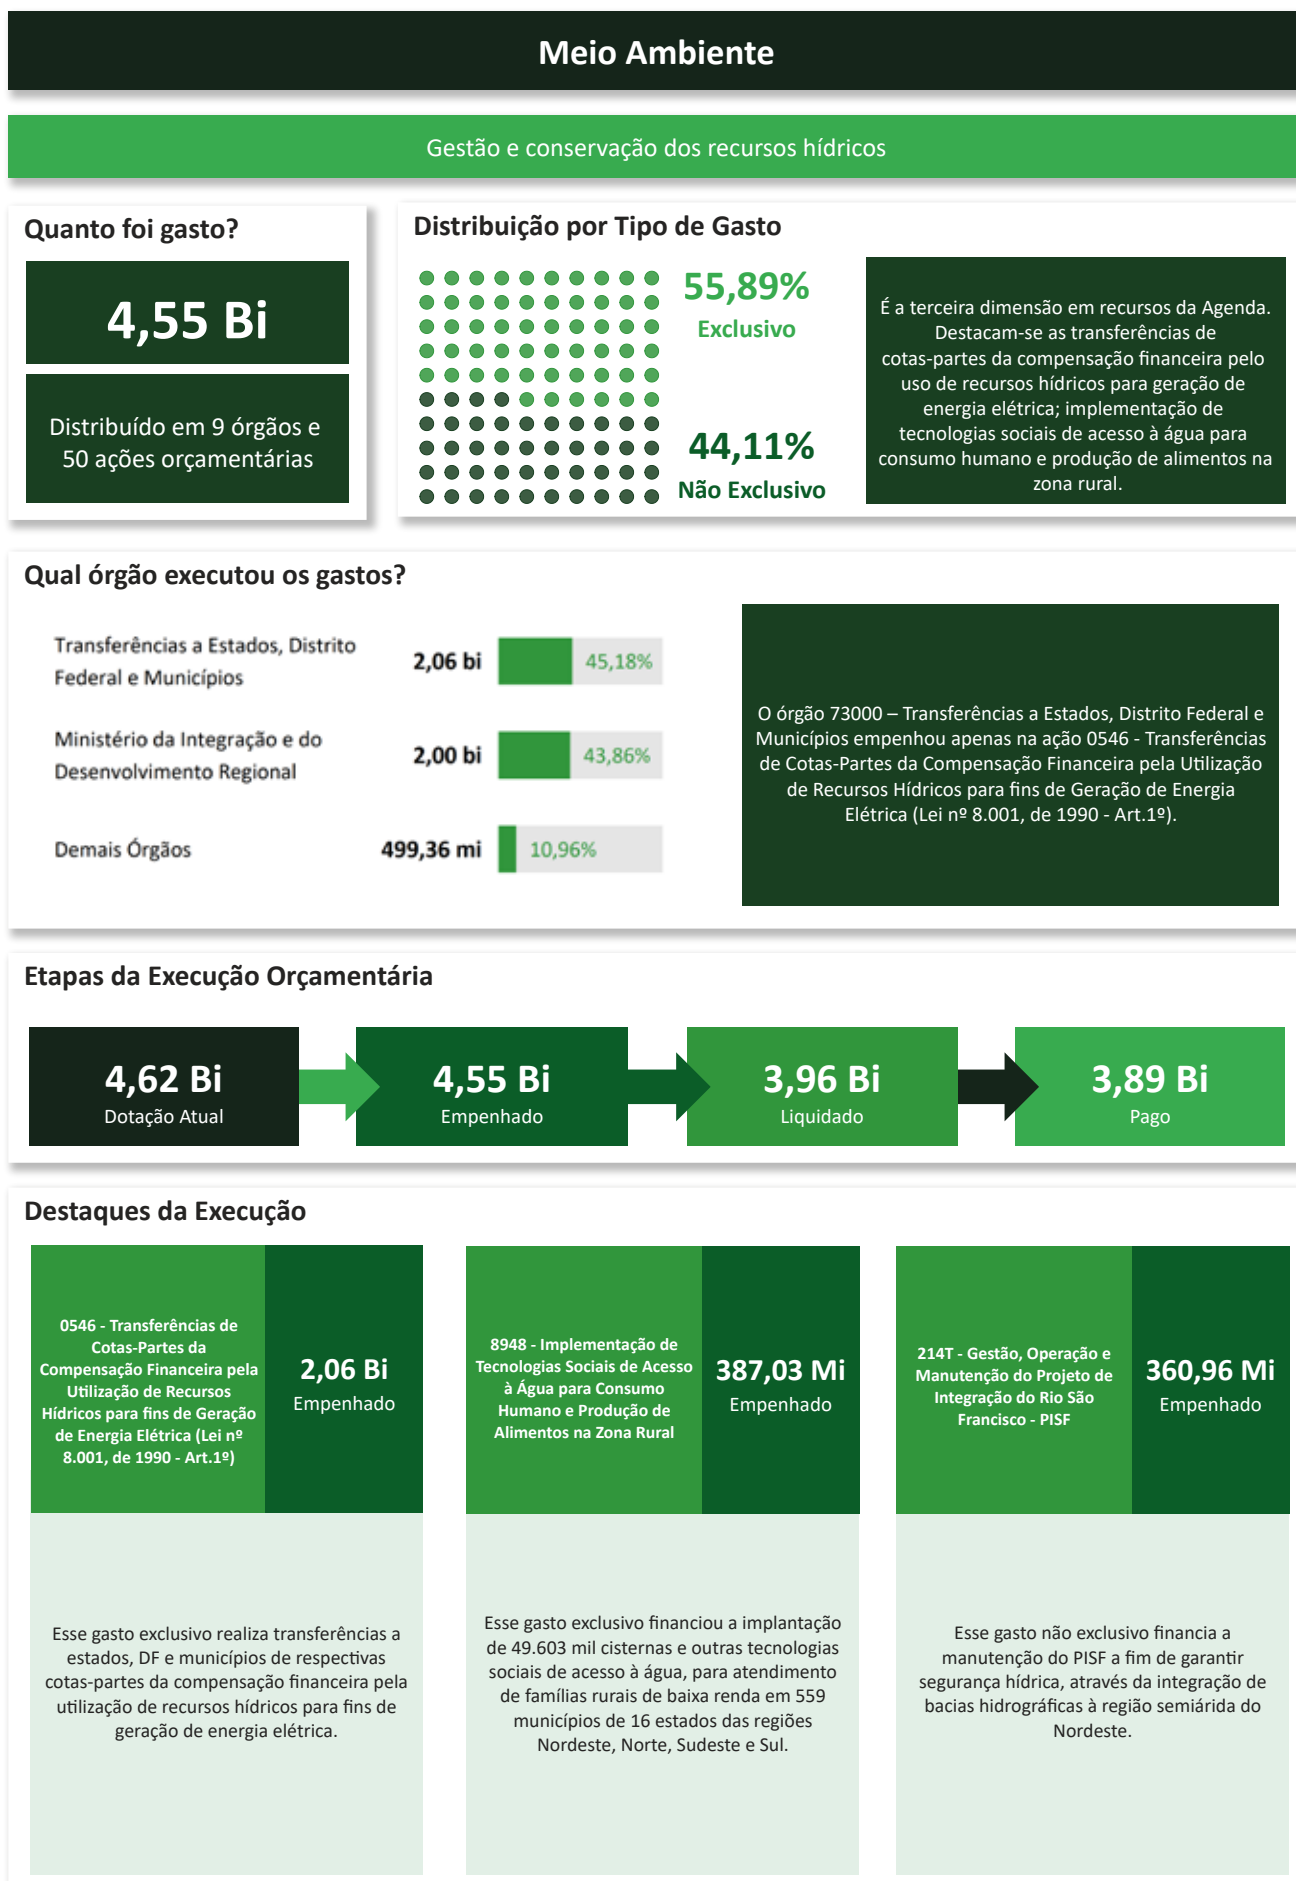 Meio Ambiente
Gestão e conservação dos recursos hídricos
Quanto foi gasto?
4,55 Bi
Distribuído em 9 órgãos e
50 ações orçamentárias
Distribuição por Tipo de Gasto
55,89%
Exclusivo
44,11%
Não Exclusivo
É a terceira dimensão em recursos da Agenda.
Destacam-se as transferências de
cotas-partes da compensação financeira pelo
uso de recursos hídricos para geração de
energia elétrica; implementação de
tecnologias sociais de acesso à água para
consumo humano e produção de alimentos na
zona rural.
Qual órgão executou os gastos?
Transferências a Estados, Distrito
Federal e Municípios
2,06 bi
45,18%
Ministério da Integração e do
Desenvolvimento Regional
2,00 bi
43,86%
Demais Órgãos
499,36 mi
10,96%
O órgão 73000 – Transferências a Estados, Distrito Federal e
Municípios empenhou apenas na ação 0546 - Transferências
de Cotas-Partes da Compensação Financeira pela Utilização
de Recursos Hídricos para fins de Geração de Energia
Elétrica (Lei nº 8.001, de 1990 - Art.1º).
Etapas da Execução Orçamentária
4,62 Bi
Dotação Atual
4,55 Bi
Empenhado
3,96 Bi
Liquidado
3,89 Bi
Pago
Destaques da Execução
0546 - Transferências de
Cotas-Partes da
Compensação Financeira pela
Utilização de Recursos
Hídricos para fins de Geração
de Energia Elétrica (Lei nº
8.001, de 1990 - Art.1º)
2,06 Bi
Empenhado
Esse gasto exclusivo realiza transferências a
estados, DF e municípios de respectivas
cotas-partes da compensação financeira pela
utilização de recursos hídricos para fins de
geração de energia elétrica.
8948 - Implementação de
Tecnologias Sociais de Acesso
à Água para Consumo
Humano e Produção de
Alimentos na Zona Rural
387,03 Mi
Empenhado
Esse gasto exclusivo financiou a implantação
de 49.603 mil cisternas e outras tecnologias
sociais de acesso à água, para atendimento
de famílias rurais de baixa renda em 559
municípios de 16 estados das regiões
Nordeste, Norte, Sudeste e Sul.
214T - Gestão, Operação e
Manutenção do Projeto de
Integração do Rio São
Francisco - PISF
360,96 Mi
Empenhado
Esse gasto não exclusivo financia a
manutenção do PISF a fim de garantir
segurança hídrica, através da integração de
bacias hidrográficas à região semiárida do
Nordeste.